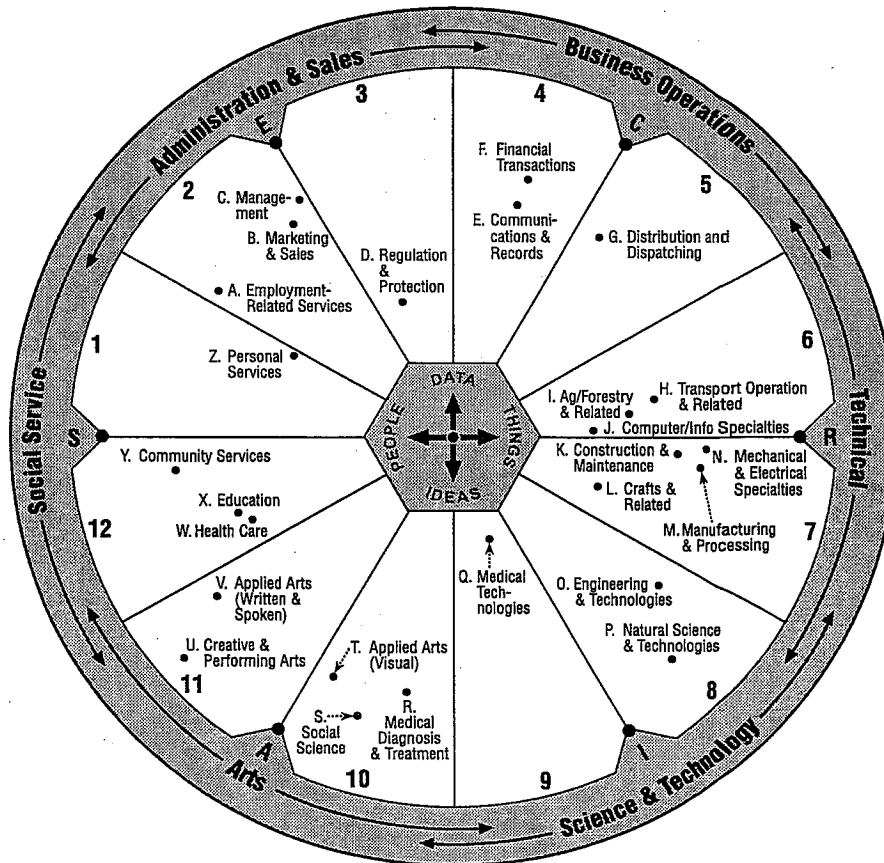 Administration & Sales
Business Operations
Technical
Science & Technology
Arts
Social Service
E
C
R
I
A
S
1
2
3
4
5
6
7
8
9
10
11
12
DATA
THINGS
IDEAS
PEOPLE
C. Manage-
ment
B. Marketing
& Sales
A. Employment-
Related Services
Z. Personal
Services
D. Regulation
&
Protection
F. Financial
Transactions
E. Communi-
cations &
Records
G. Distribution and
Dispatching
H. Transport Operation
& Related
I. Ag/Forestry
& Related
J. Computer/Info Specialties
K. Construction &
Maintenance
N. Mechanical
& Electrical
Specialties
L. Crafts &
Related
M. Manufacturing
& Processing
O. Engineering
& Technologies
P. Natural Science
& Technologies
Q. Medical
Tech-
nologies
Y. Community Services
X. Education
W. Health Care
V. Applied Arts
(Written &
Spoken)
U. Creative &
Performing Arts
T. Applied Arts
(Visual)
S.
Social
Science
R.
Medical
Diagnosis
& Treatment